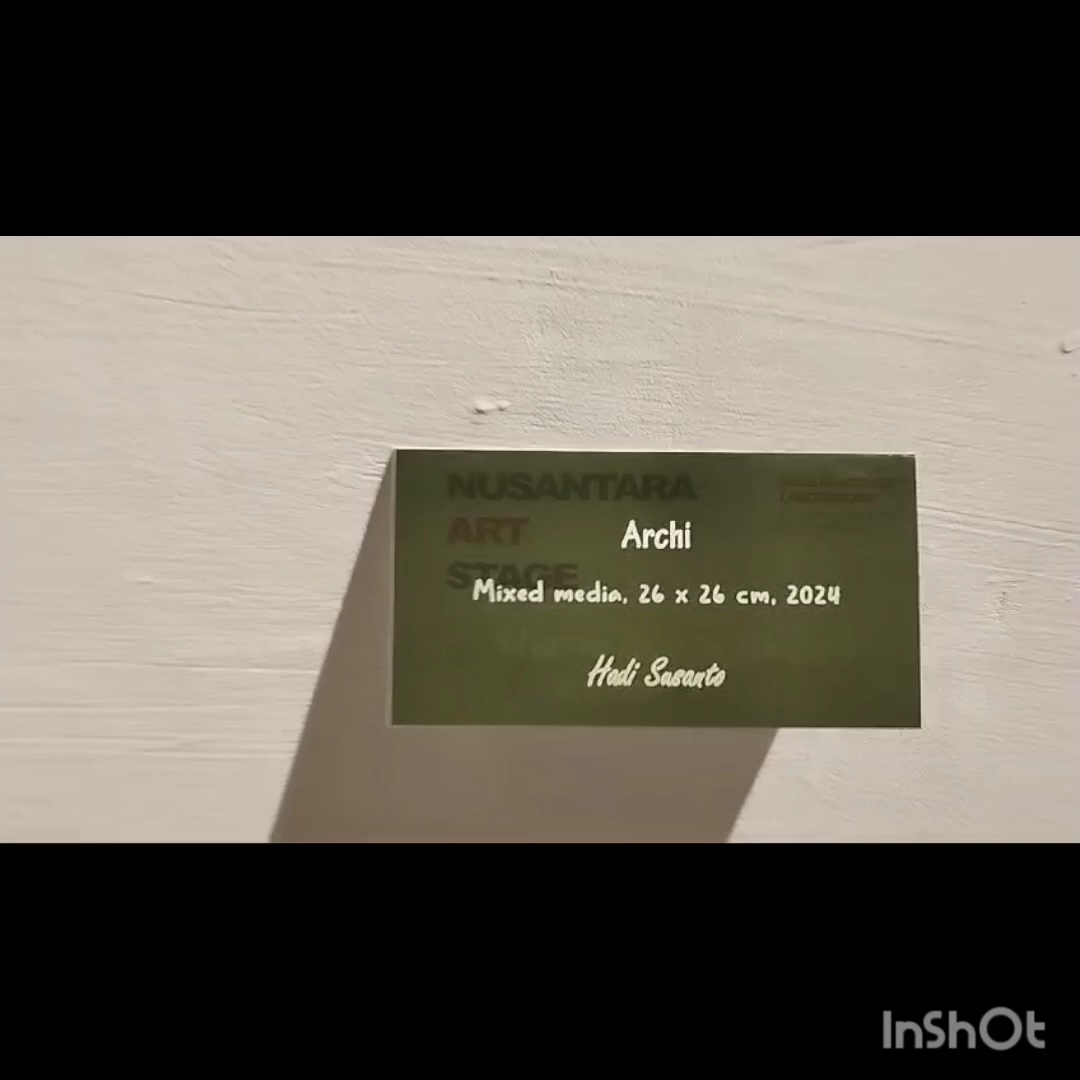 NUSANTARA
ART
STAGE
Archi
Mixed media, 26 x 26 cm, 2024
Hadi Susanto
InShOt